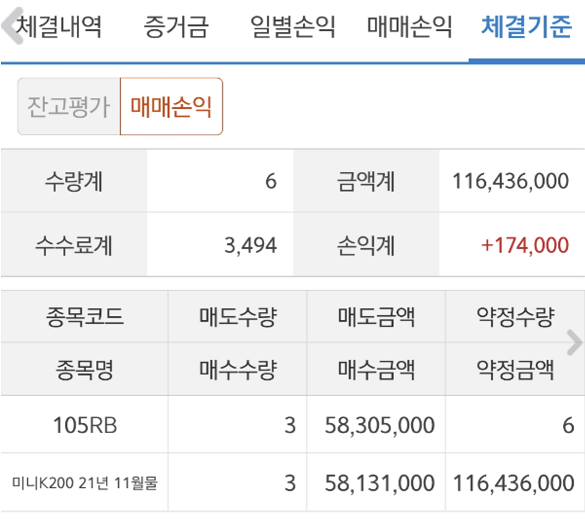 체결내역 증거금 일별손익 매매손익 체결기준
잔고평가 매매손익
수량계 6 금액계 116,436,000
수수료계 3,494 손익계 +174,000
종목코드 매도수량 매도금액 약정수량
종목명 매수수량 매수금액 약정금액
105RB 3 58,305,000 6
미니K200 21년 11월물 3 58,131,000 116,436,000